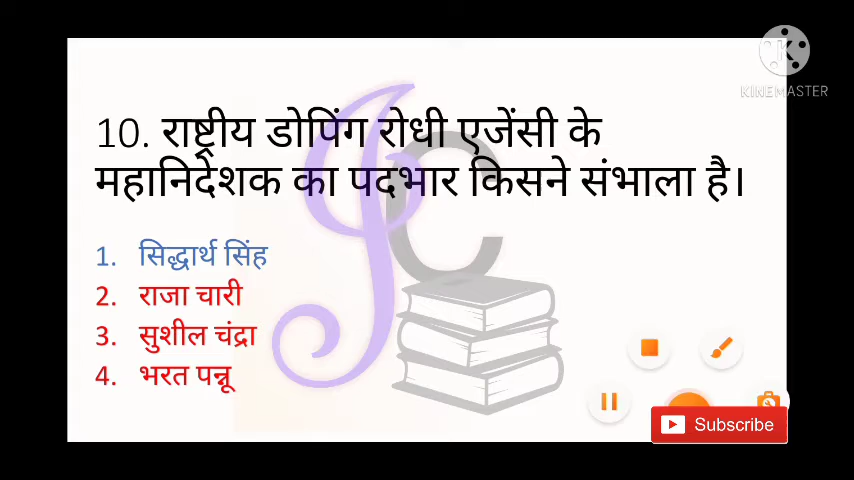 KINEMASTER
10. राष्ट्रीय डोपिंग रोधी एजेंसी के
महानिदेशक का पदभार किसने संभाला है।
1. सिद्धार्थ सिंह
2. राजा चारी
3. सुशील चंद्रा
4. भरत पन्नू
Subscribe